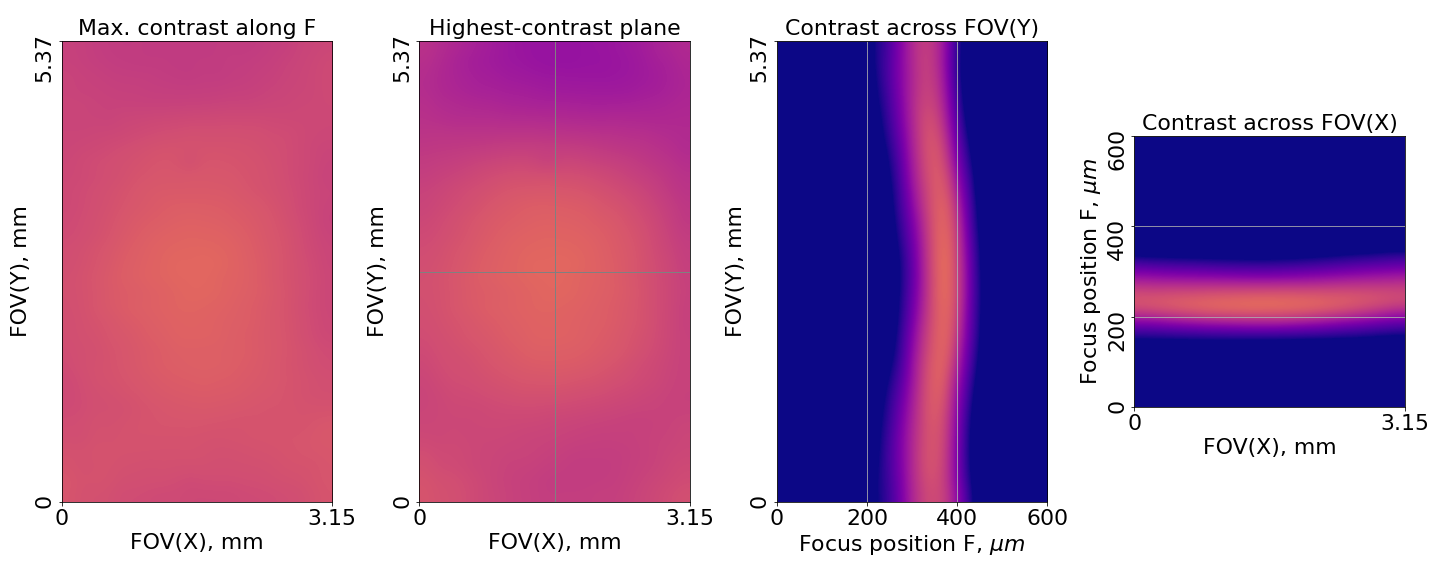 Max. contrast along F
5.37
FOV(Y), mm
0
0
3.15
FOV(X), mm
Highest-contrast plane
5.37
FOV(Y), mm
0
0
3.15
FOV(X), mm
Contrast across FOV(Y)
5.37
FOV(Y), mm
0
0
200
400
600
Focus position F, μm
Contrast across FOV(X)
600
400
200
0
Focus position F, μm
0
3.15
FOV(X), mm